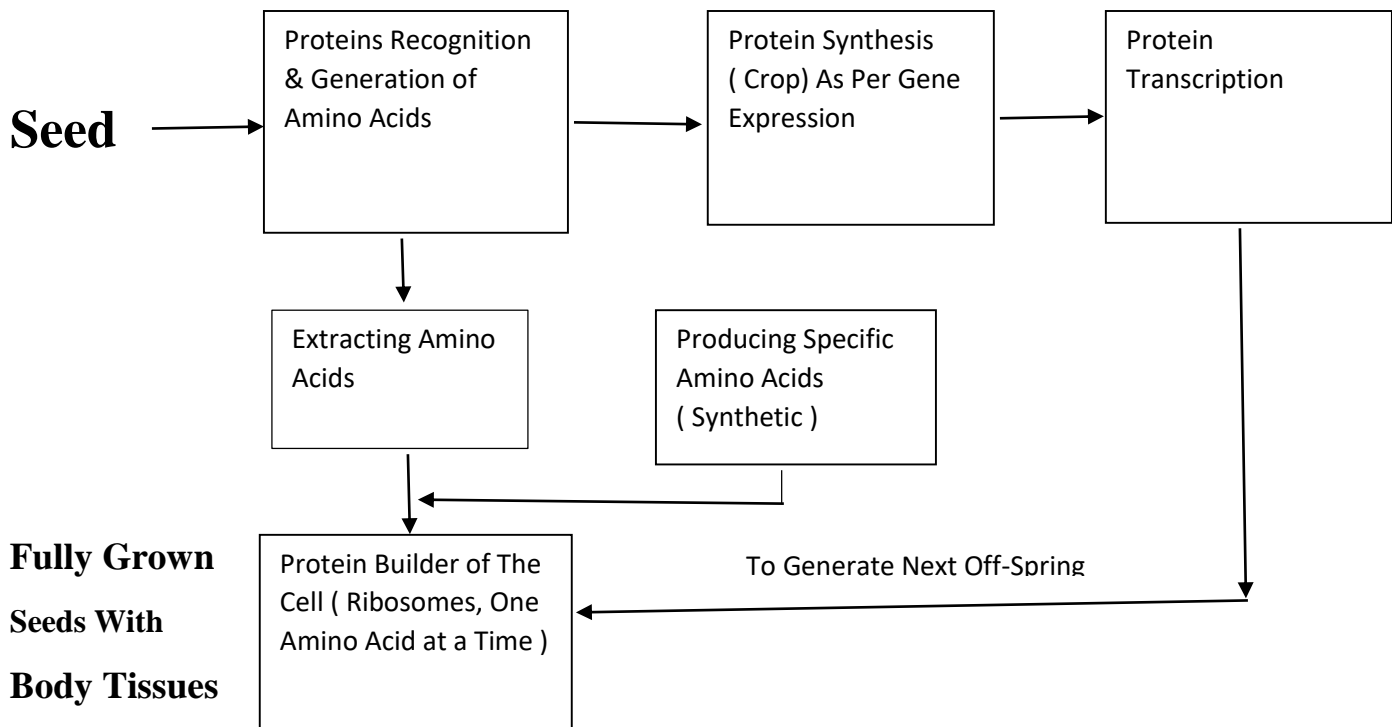 Proteins Recognition
& Generation of
Amino Acids
Protein Synthesis
( Crop) As Per Gene
Expression
Protein
Transcription
Seed
Extracting Amino
Acids
Producing Specific
Amino Acids
( Synthetic )
Fully Grown
Seeds With
Body Tissues
Protein Builder of The
Cell ( Ribosomes, One
Amino Acid at a Time )
To Generate Next Off-Spring